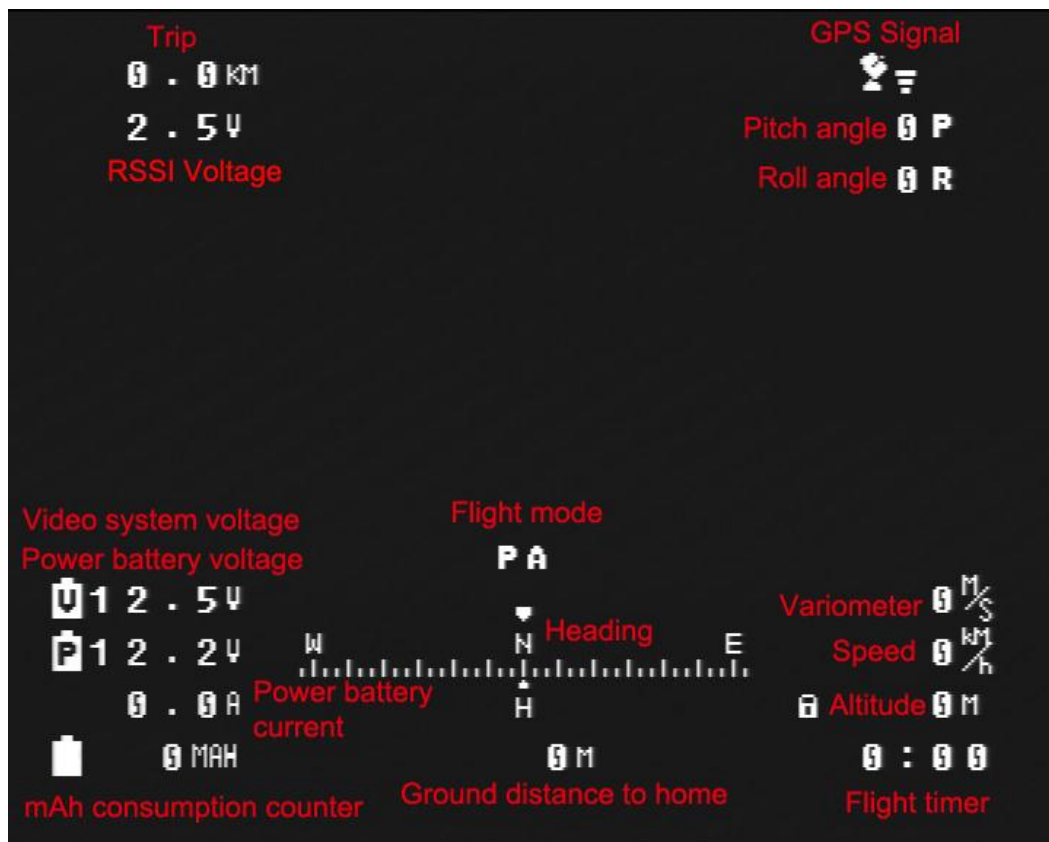 Trip
GPS Signal
0.0KM
2.5V
Pitch angle 0 P
RSSI Voltage
Roll angle 0 R
Video system voltage
Flight mode
Power battery voltage
PA
V12.5V
Variometer 0 M/S
P12.2V
W N E
Heading
Speed 0 kM/h
0.0A
Power battery
current
H
Altitude 0 M
0 MAH
0 M
0:00
mAh consumption counter
Ground distance to home
Flight timer